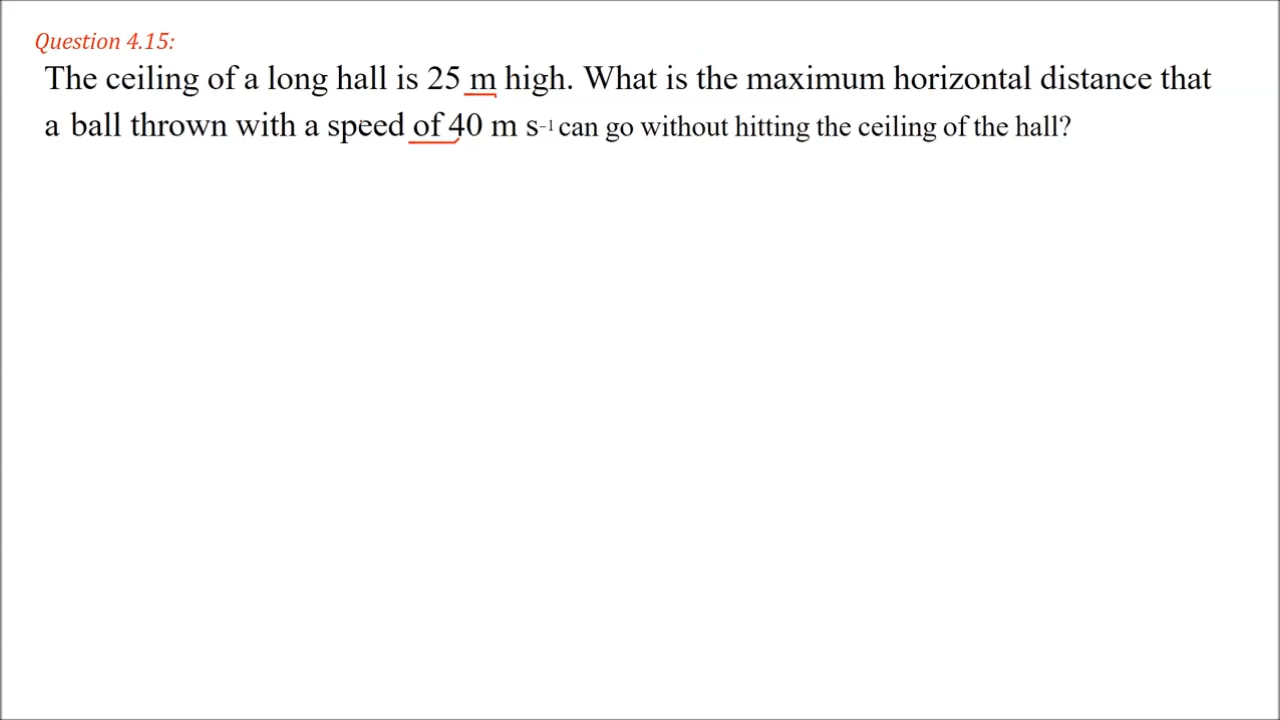 Question 4.15:
The ceiling of a long hall is 25 m high. What is the maximum horizontal distance that
a ball thrown with a speed of 40 m s⁻¹ can go without hitting the ceiling of the hall?